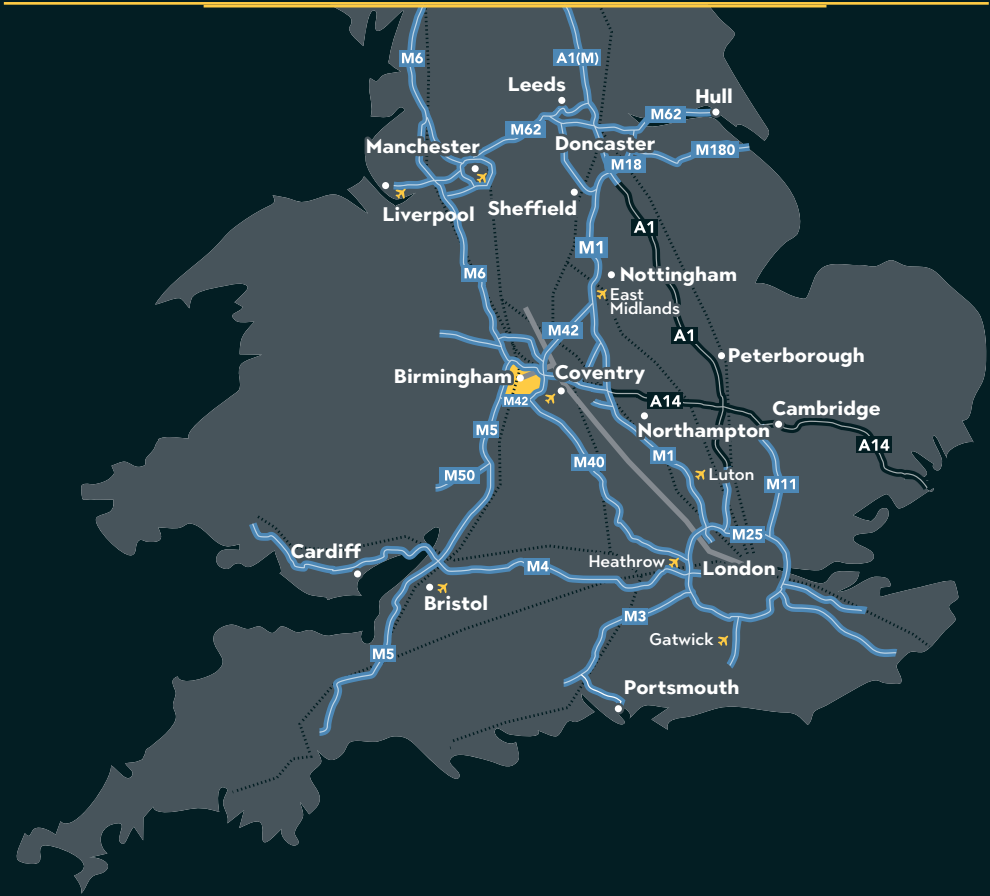 M6
A1(M)
Leeds
Hull
M62
M62
Manchester
Doncaster
M180
M18
Liverpool
Sheffield
A1
M1
M6
Nottingham
East
Midlands
M42
A1
Peterborough
Birmingham
Coventry
M42
A14
Cambridge
M5
Northampton
A14
M1
M40
M50
Luton
M11
M25
Cardiff
Heathrow
M4
London
Bristol
M3
Gatwick
M5
Portsmouth